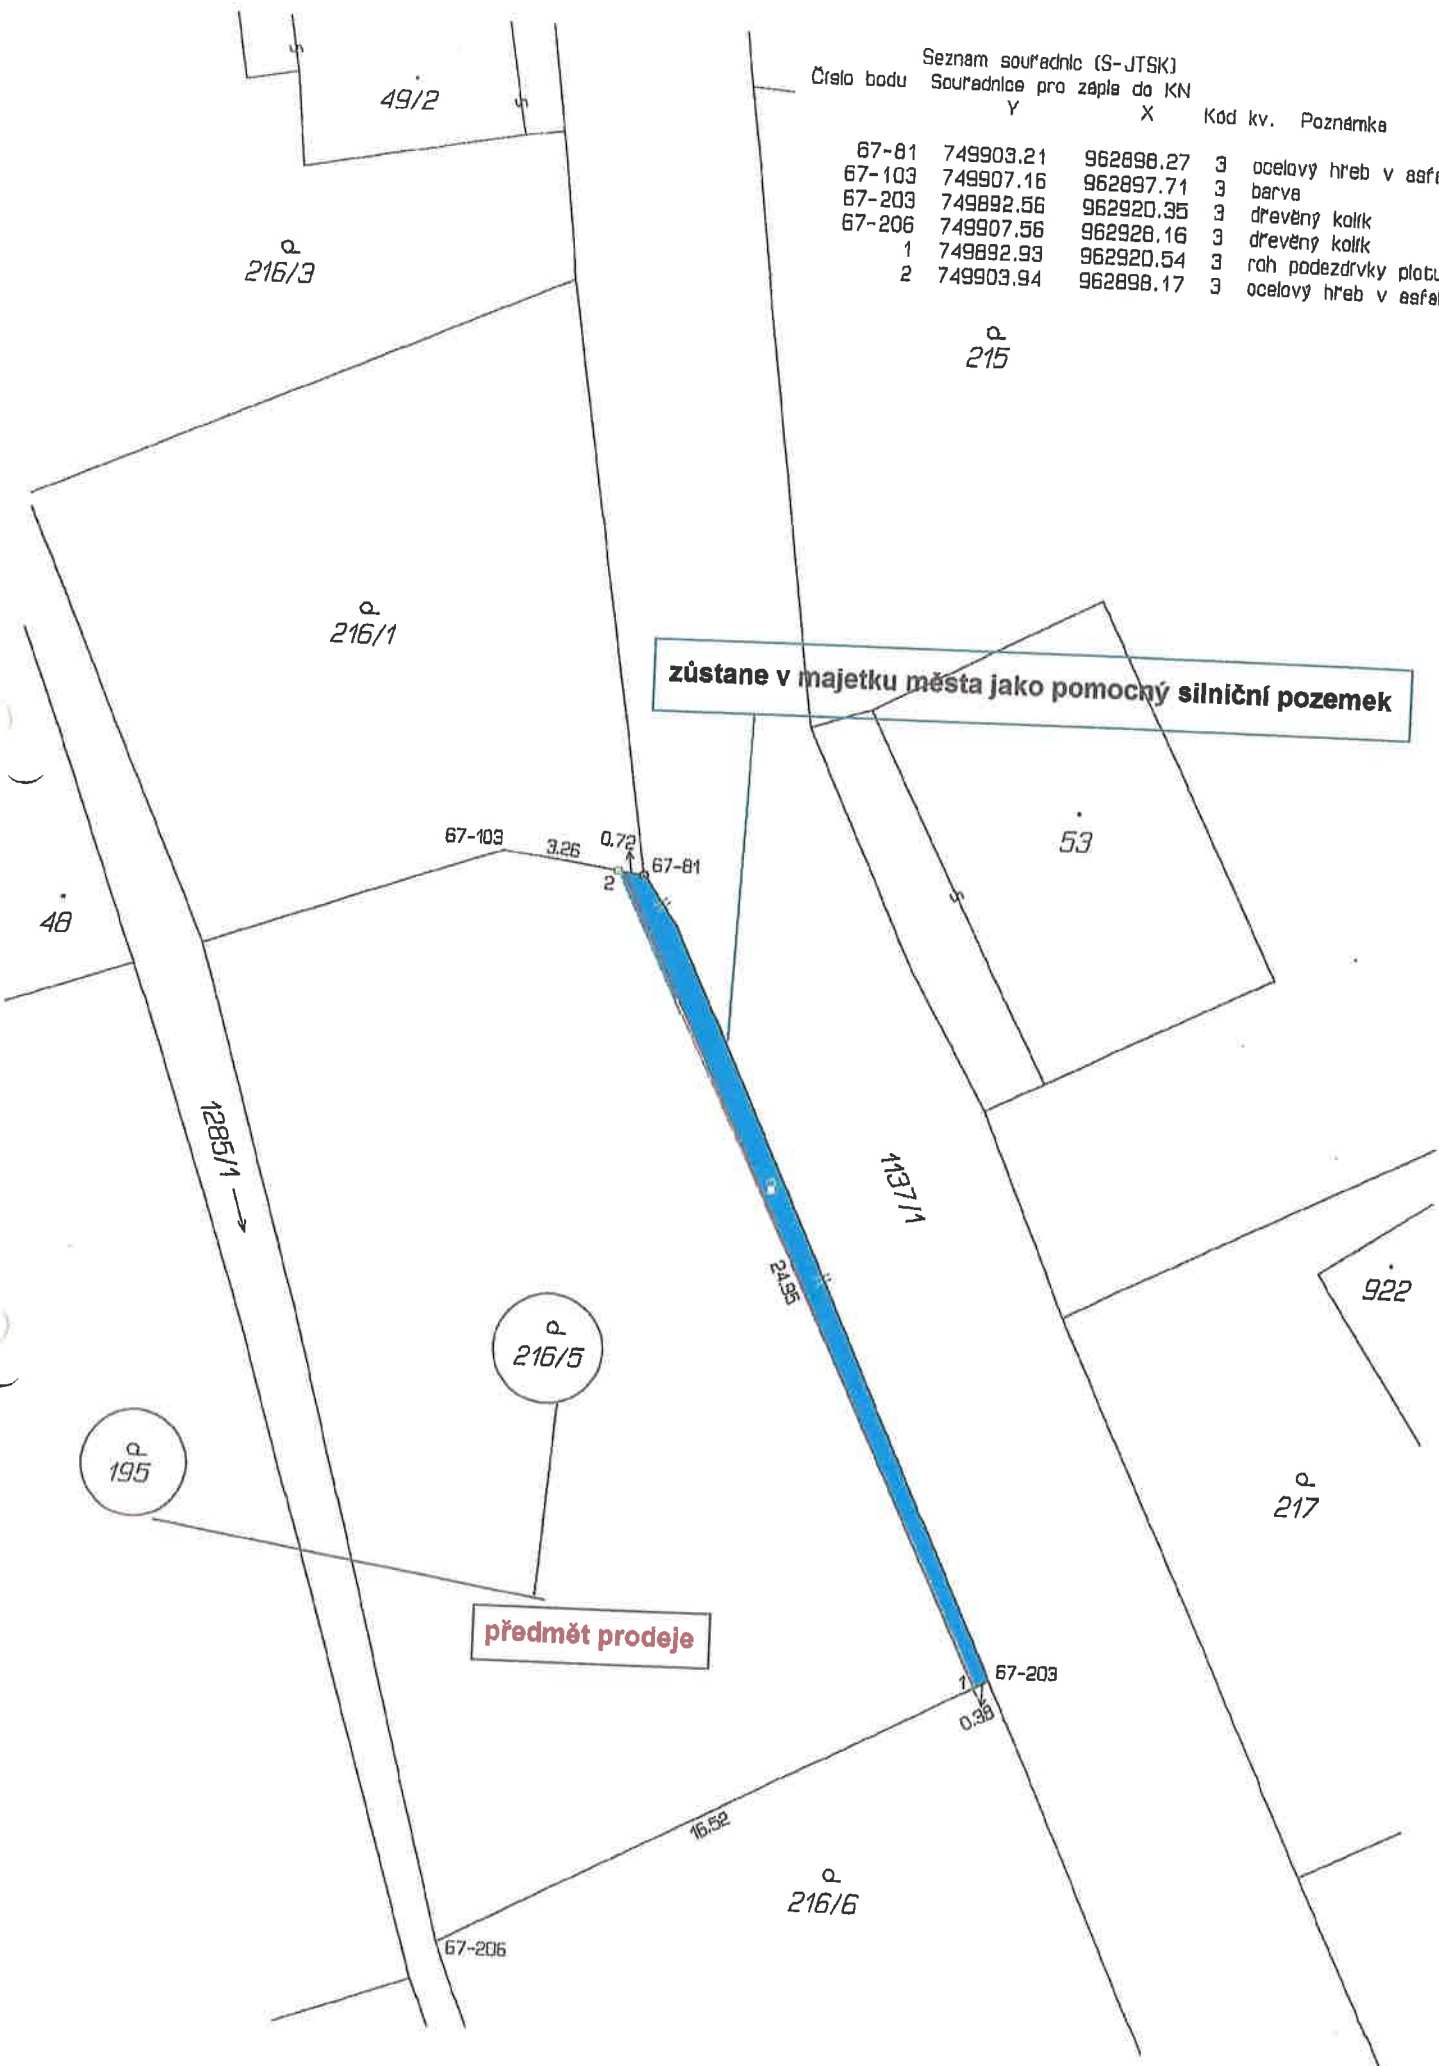 Seznam souřadnic (S-JTSK)
Číslo bodu Souřadnice pro zápis do KN
Y X Kód kv. Poznámka
67-81 749903.21 962898.27 3 ocelový hřeb v asfa
67-103 749907.16 962897.71 3 barva
67-203 749892.56 962920.35 3 dřevěný kolík
67-206 749907.56 962928.16 3 dřevěný kolík
1 749892.93 962920.54 3 roh podezdívky plotu
2 749903.94 962898.17 3 ocelový hřeb v asfal
49/2
p
216/3
p
215
p
216/1
zůstane v majetku města jako pomocný silniční pozemek
53
67-103
3.26
0.72
67-81
2
48
1285/1
1137/1
24.95
922
p
216/5
p
195
p
217
předmět prodeje
1
67-203
0.38
16.52
p
216/6
67-206